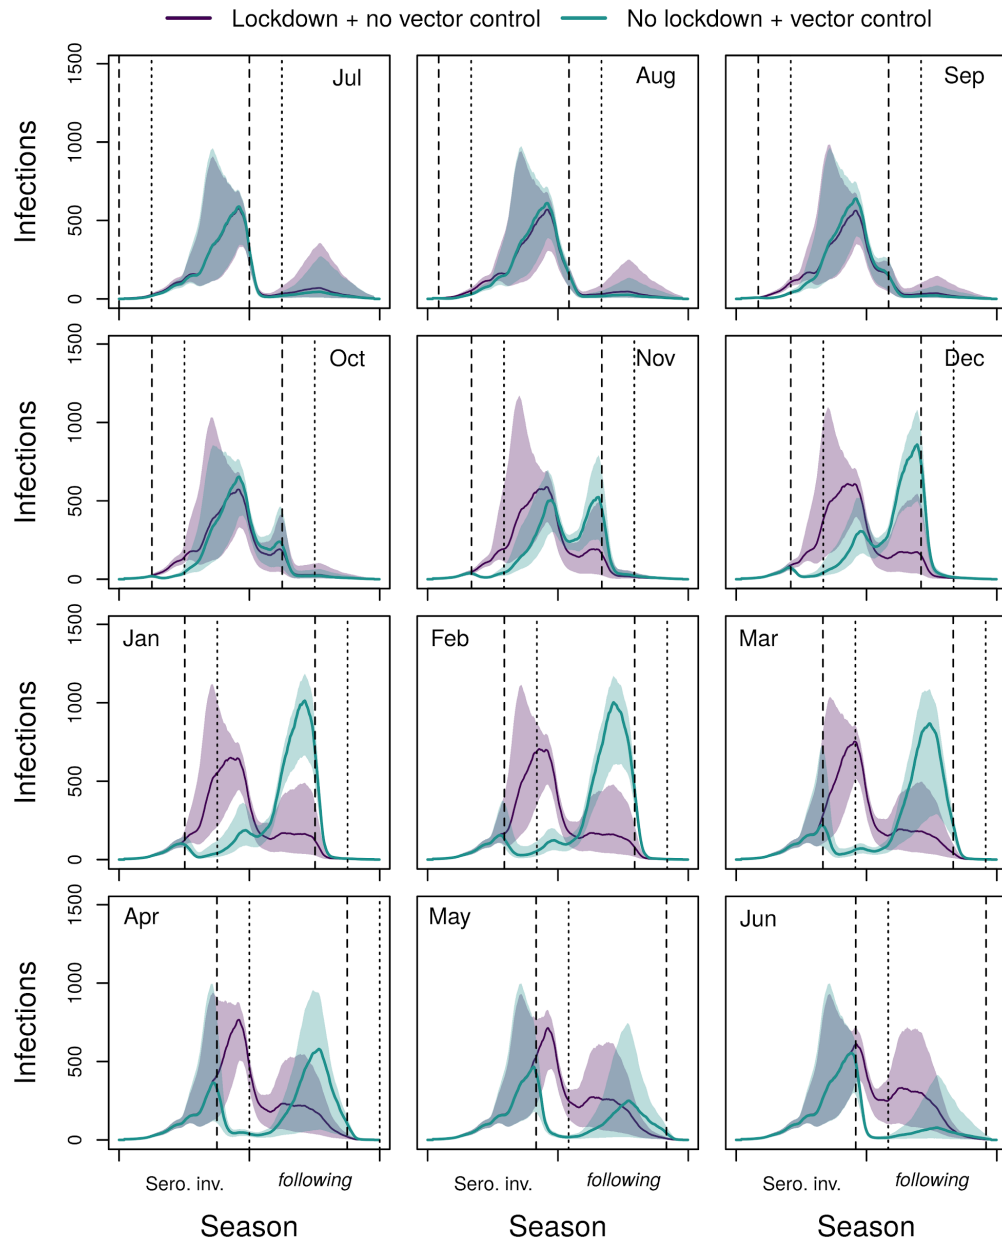 Lockdown + no vector control No lockdown + vector control
Infections 0 500 1000 1500 Jul Aug Sep
Infections 0 500 1000 1500 Oct Nov Dec
Infections 0 500 1000 1500 Jan Feb Mar
Infections 0 500 1000 1500 Apr May Jun
Sero. inv. following Sero. inv. following Sero. inv. following
Season Season Season